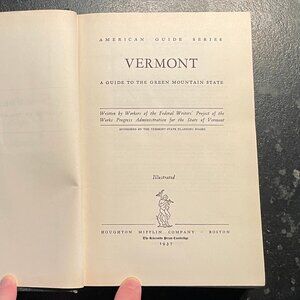 AMERICAN GUIDE SERIES
VERMONT
A GUIDE TO THE GREEN MOUNTAIN STATE
Written by Workers of the Federal Writers' Project of the
Works Progress Administration for the State of Vermont
SPONSORED BY THE VERMONT STATE PLANNING BOARD
Illustrated
HOUGHTON MIFFLIN COMPANY · BOSTON
The Riverside Press Cambridge
1937